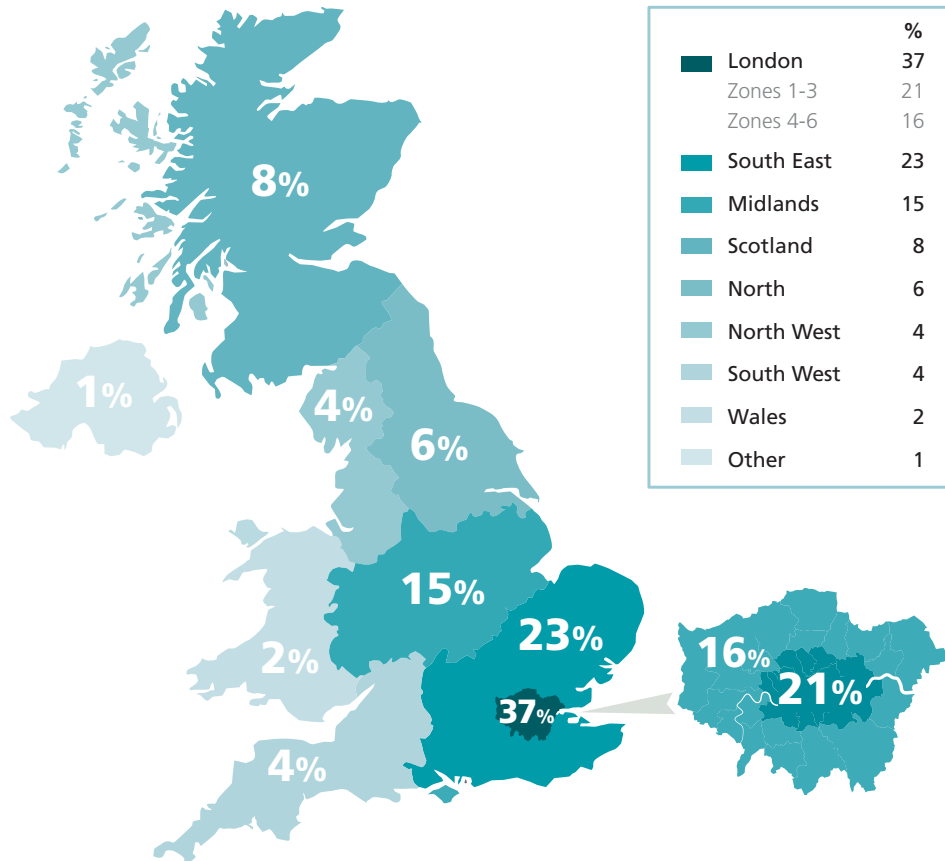 %
London 37
Zones 1-3 21
Zones 4-6 16
South East 23
Midlands 15
Scotland 8
North 6
North West 4
South West 4
Wales 2
Other 1
8%
1%
4%
6%
15%
23%
2%
37%
4%
16%
21%